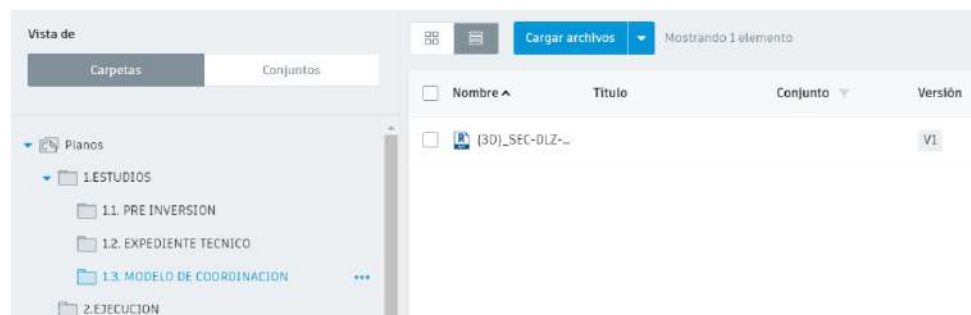 Vista de
Carpetas
Conjuntos
Planos
1.ESTUDIOS
1.1. PRE INVERSION
1.2. EXPEDIENTE TECNICO
1.3. MODELO DE COORDINACION
2.EJECUCION
Cargar archivos
Mostrando 1 elemento
Nombre Título Conjunto Versión
{3D}_SEC-DLZ-... V1